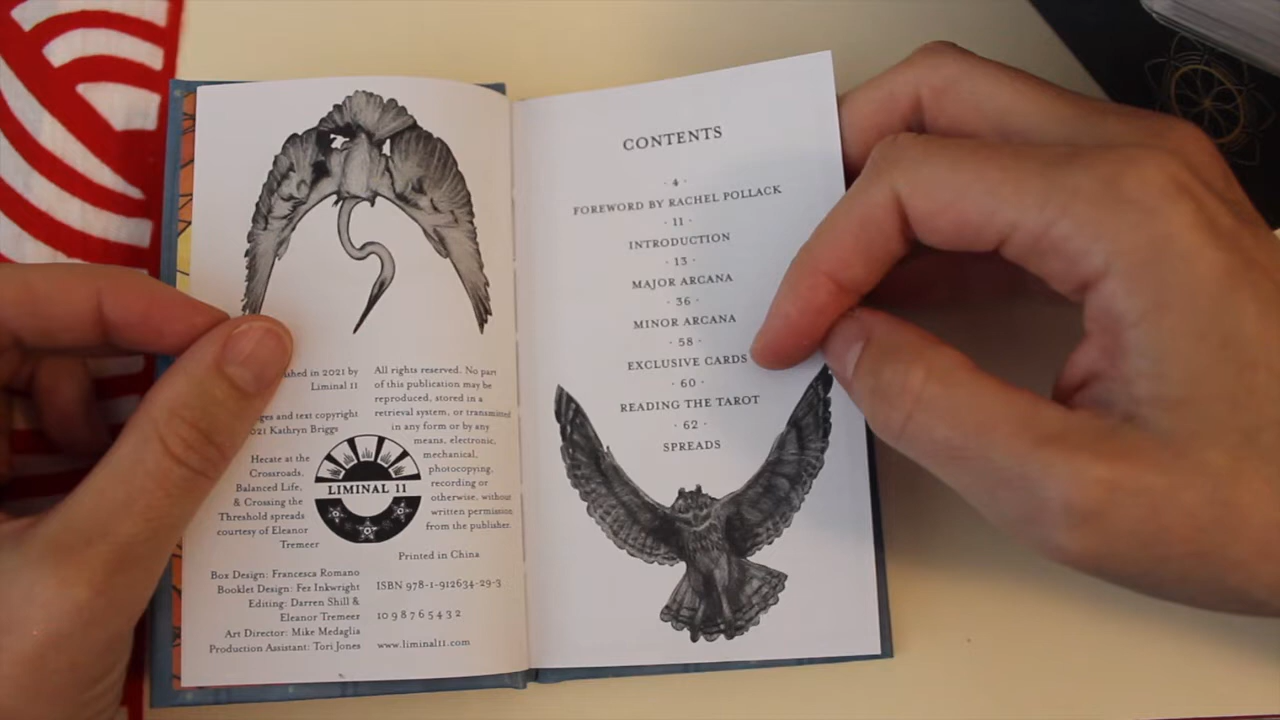 shed in 2021 by
Liminal 11
ges and text copyright
021 Kathryn Briggs
Hecate at the
Crossroads,
Balanced Life,
& Crossing the
Threshold spreads
courtesy of Eleanor
Tremeer
Box Design: Francesca Romano
Booklet Design: Fez Inkwright
Editing: Darren Shill &
Eleanor Tremeer
Art Director: Mike Medaglia
Production Assistant: Tori Jones
LIMINAL 11
All rights reserved. No part
of this publication may be
reproduced, stored in a
retrieval system, or transmitted
in any form or by any
means, electronic,
mechanical,
photocopying,
recording or
otherwise, without
written permission
from the publisher.
Printed in China
ISBN 978-1-912634-29-3
10 9 8 7 6 5 4 3 2
www.liminal11.com
CONTENTS
· 4 ·
FOREWORD BY RACHEL POLLACK
· 11 ·
INTRODUCTION
· 13 ·
MAJOR ARCANA
· 36 ·
MINOR ARCANA
· 58 ·
EXCLUSIVE CARDS
· 60 ·
READING THE TAROT
· 62 ·
SPREADS